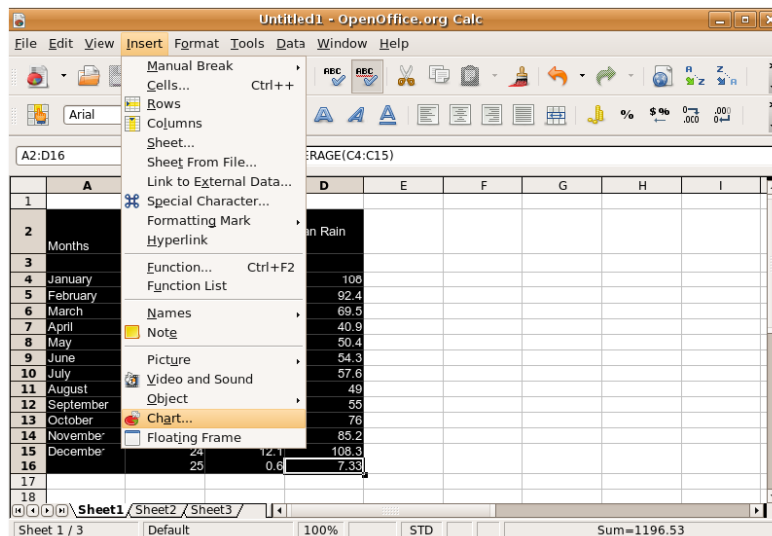 Untitled1 - OpenOffice.org Calc
File Edit View Insert Format Tools Data Window Help
ABC ABC
Arial
A2:D16
ERAGE(C4:C15)
Manual Break
Cells... Ctrl++
Rows
Columns
Sheet...
Sheet From File...
Link to External Data...
Special Character...
Formatting Mark
Hyperlink
Function... Ctrl+F2
Function List
Names
Note
Picture
Video and Sound
Object
Chart...
Floating Frame
A D E F G H I
1
2 Months an Rain
3
4 January 108
5 February 92.4
6 March 69.5
7 April 40.9
8 May 50.4
9 June 54.3
10 July 57.6
11 August 49
12 September 55
13 October 76
14 November 85.2
15 December 24 12.1 108.3
16 25 0.6 7.33
17
18
Sheet1 Sheet2 Sheet3
Sheet 1 / 3 Default 100% STD Sum=1196.53